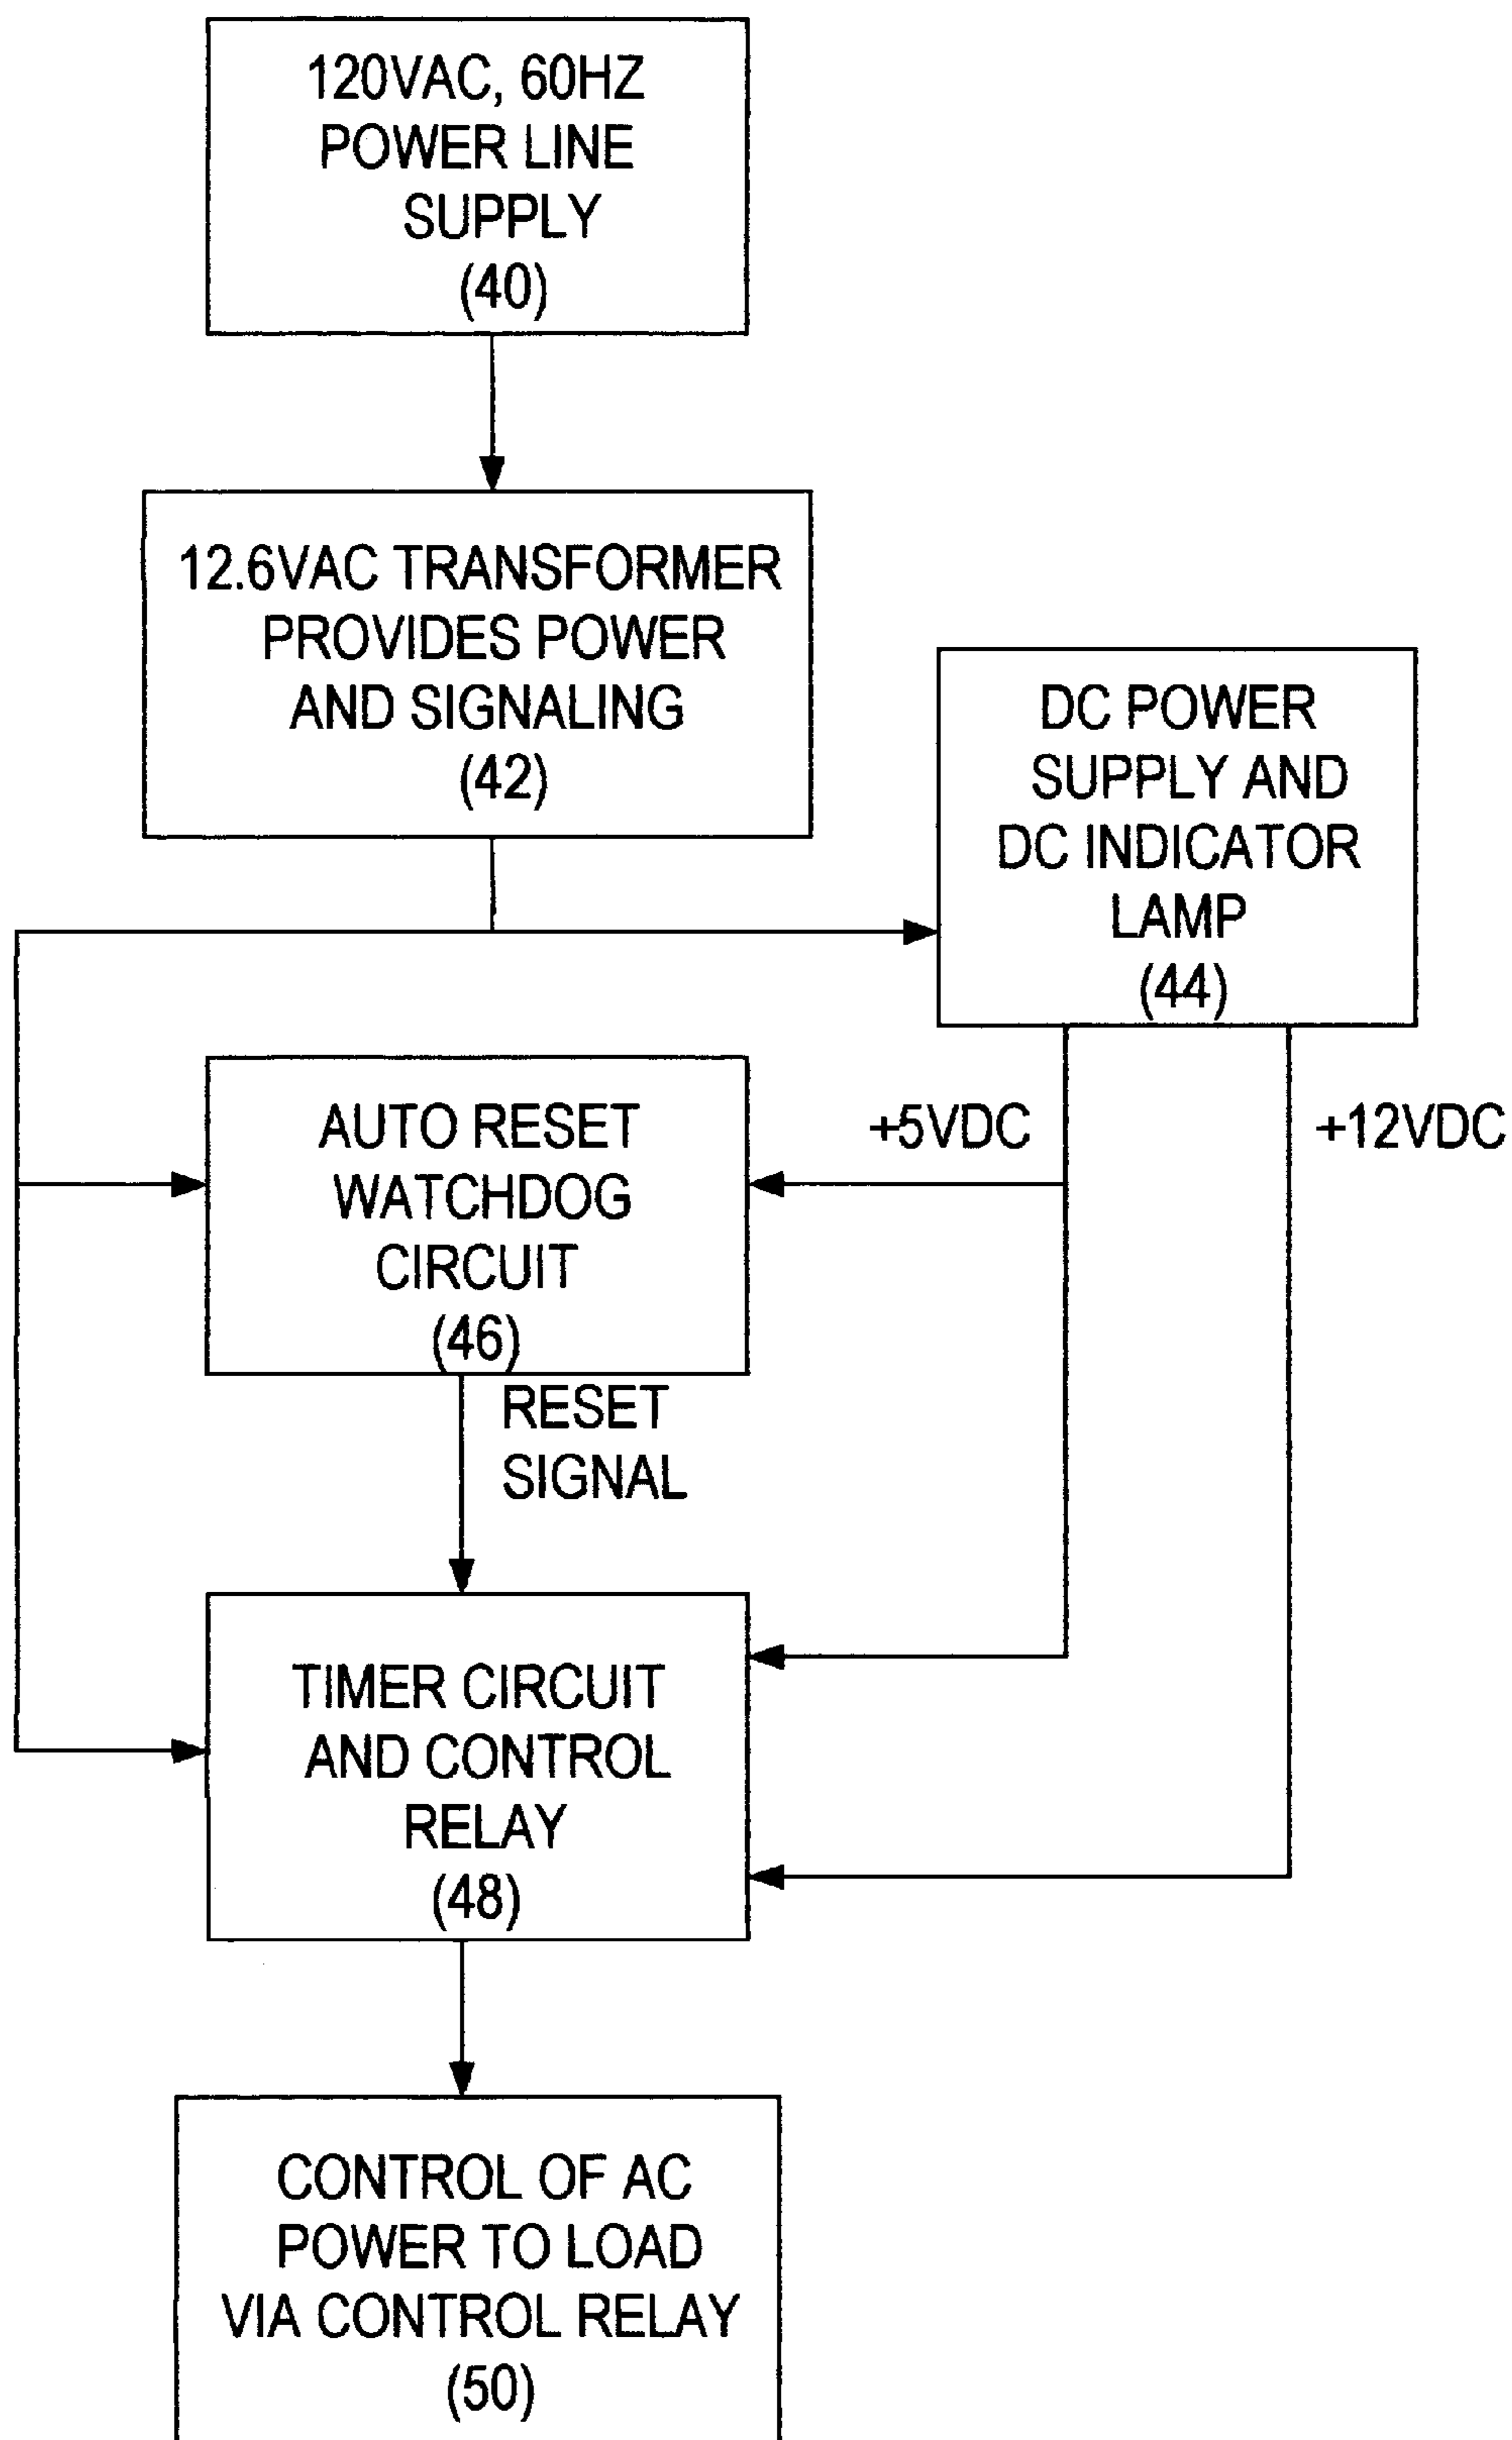 120VAC, 60HZ
POWER LINE
SUPPLY
(40)
12.6VAC TRANSFORMER
PROVIDES POWER
AND SIGNALING
(42)
DC POWER
SUPPLY AND
DC INDICATOR
LAMP
(44)
AUTO RESET
WATCHDOG
CIRCUIT
(46)
+5VDC
+12VDC
RESET
SIGNAL
TIMER CIRCUIT
AND CONTROL
RELAY
(48)
CONTROL OF AC
POWER TO LOAD
VIA CONTROL RELAY
(50)